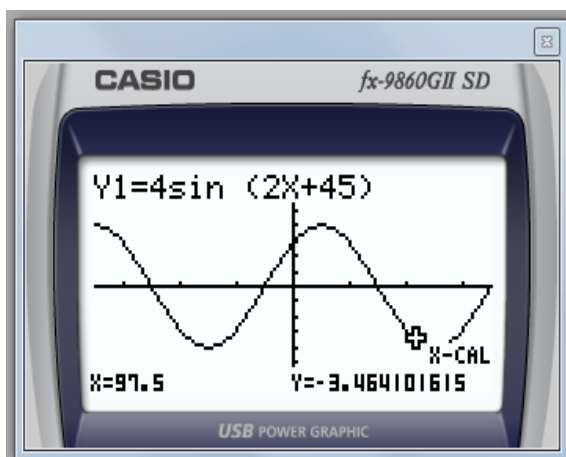 CASIO fx-9860GII SD
Y1=4sin (2X+45)
X-CAL
X=97.5 Y=-3.464101615
USB POWER GRAPHIC